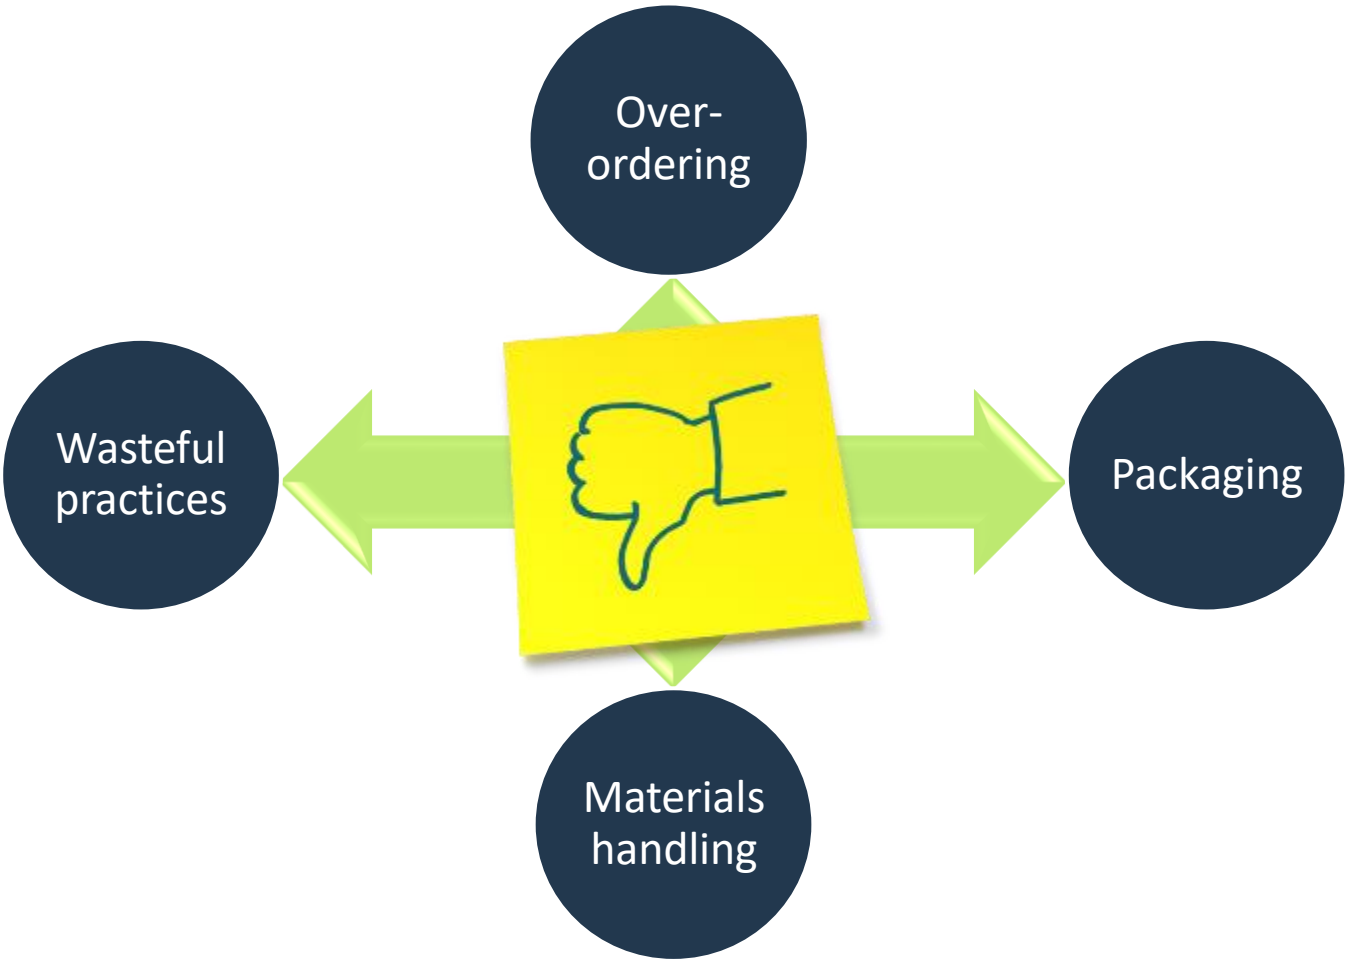 Over-
ordering
Wasteful
practices
Packaging
Materials
handling